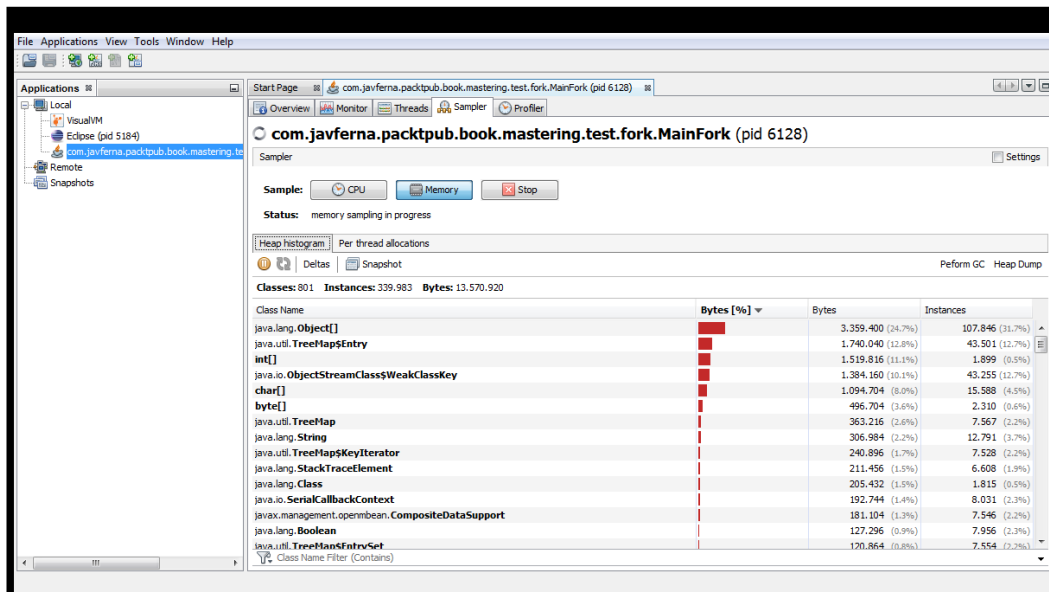 File Applications View Tools Window Help
Applications
Start Page com.javferna.packtpub.book.mastering.test.fork.MainFork (pid 6128)
Local
VisualVM
Eclipse (pid 5184)
com.javferna.packtpub.book.mastering.te
Remote
Snapshots
Overview Monitor Threads Sampler Profiler
com.javferna.packtpub.book.mastering.test.fork.MainFork (pid 6128)
Sampler Settings
Sample: CPU Memory Stop
Status: memory sampling in progress
Heap histogram Per thread allocations
Deltas Snapshot Peform GC Heap Dump
Classes: 801 Instances: 339.983 Bytes: 13.570.920
Class Name Bytes [%] Bytes Instances
java.lang.Object[] 3.359.400 (24.7%) 107.846 (31.7%)
java.util.TreeMap$Entry 1.740.040 (12.8%) 43.501 (12.7%)
int[] 1.519.816 (11.1%) 1.899 (0.5%)
java.io.ObjectStreamClass$WeakClassKey 1.384.160 (10.1%) 43.255 (12.7%)
char[] 1.094.704 (8.0%) 15.588 (4.5%)
byte[] 496.704 (3.6%) 2.310 (0.6%)
java.util.TreeMap 363.216 (2.6%) 7.567 (2.2%)
java.lang.String 306.984 (2.2%) 12.791 (3.7%)
java.util.TreeMap$KeyIterator 240.896 (1.7%) 7.528 (2.2%)
java.lang.StackTraceElement 211.456 (1.5%) 6.608 (1.9%)
java.lang.Class 205.432 (1.5%) 1.815 (0.5%)
java.io.SerialCallbackContext 192.744 (1.4%) 8.031 (2.3%)
javax.management.openmbean.CompositeDataSupport 181.104 (1.3%) 7.546 (2.2%)
java.lang.Boolean 127.296 (0.9%) 7.956 (2.3%)
java.util.TreeMap$EntrySet 120.864 (0.8%) 7.554 (2.2%)
Class Name Filter (Contains)